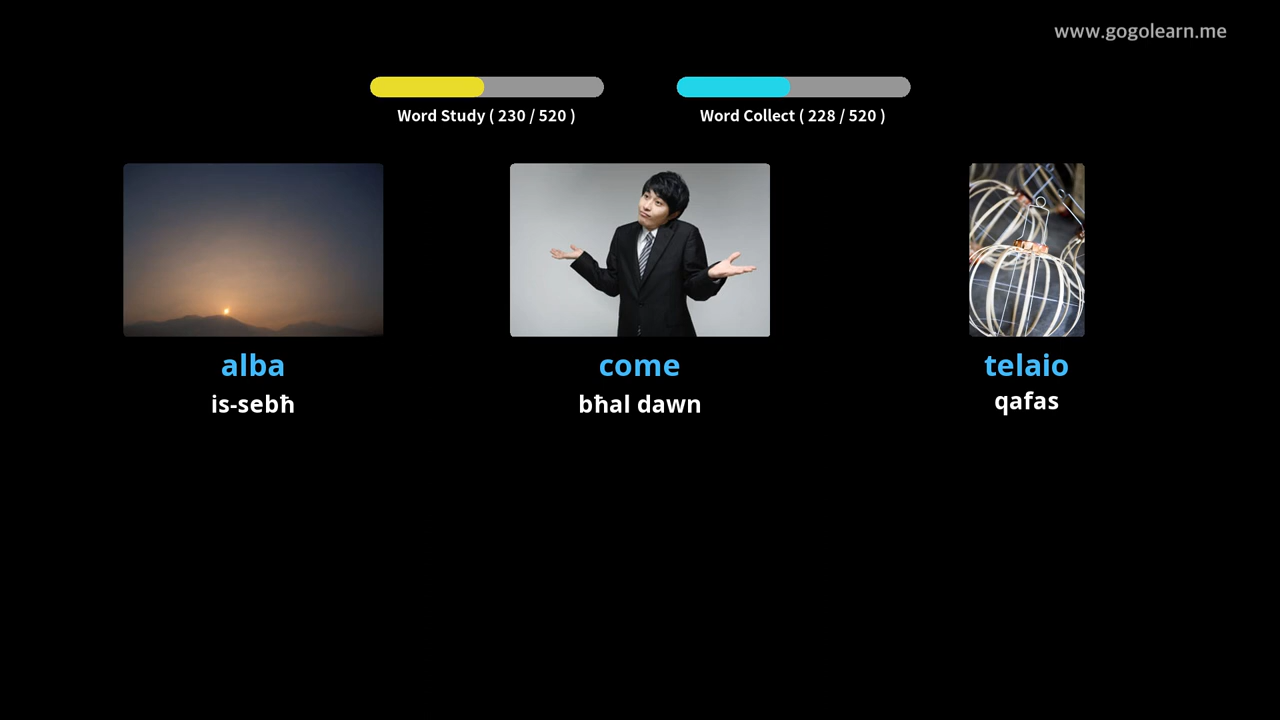 www.gogolearn.me
Word Study ( 230 / 520 )
Word Collect ( 228 / 520 )
alba
is-sebħ
come
bħal dawn
telaio
qafas